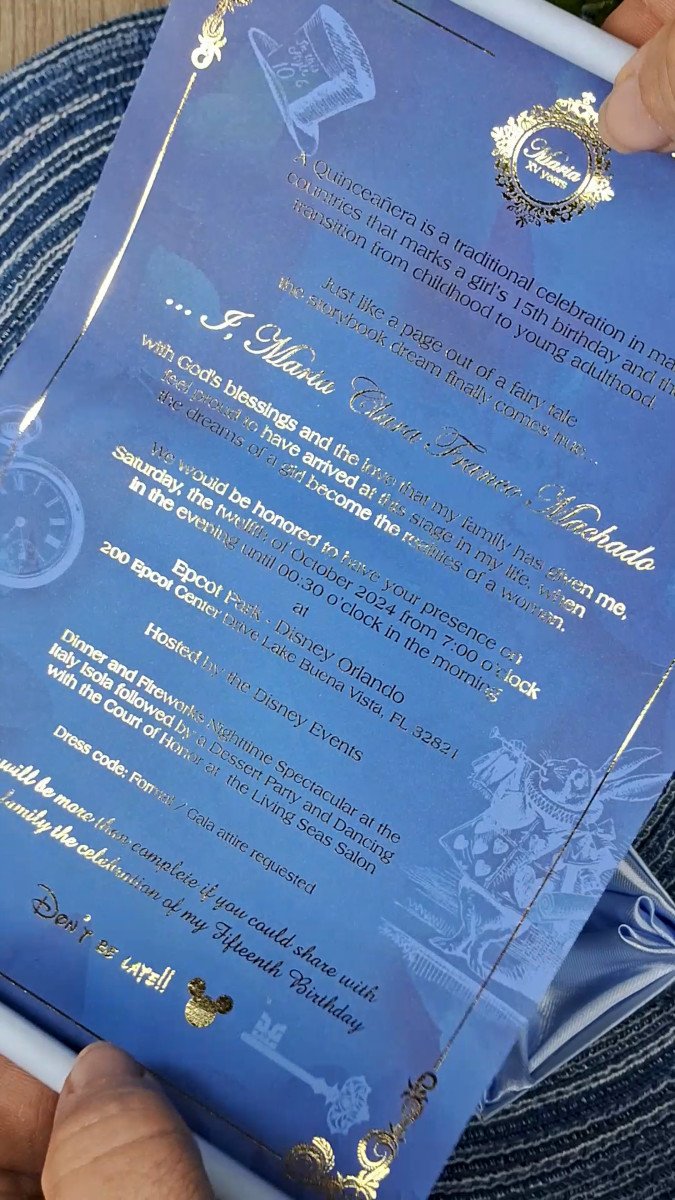 In this style
10
Maria
XV years
A Quinceañera is a traditional celebration in
countries that marks a girl's 15th birthday and
transition from childhood to young adulthood.
Just like a page out of a fairy tale
the storybook dream finally comes true...
... I, Maria Clara Franco Machado
with God's blessings and the love that my family has given me,
feel proud to have arrived at this stage in my life, when
the dreams of a girl become the realities of a woman.
We would be honored to have your presence on
Saturday, the twelfth of October 2024 from 7:00 o'clock
in the evening until 00:30 o'clock in the morning
at
Epcot Park - Disney Orlando
200 Epcot Center Drive Lake Buena Vista, FL 32821
Hosted by the Disney Events
Dinner and Fireworks Nighttime Spectacular at the
Italy Isola followed by a Dessert Party and Dancing
with the Court of Honor at the Living Seas Salon
Dress code: Formal / Gala attire requested
will be more than complete if you could share with
family the celebration of my Fifteenth Birthday
Don't be late!!